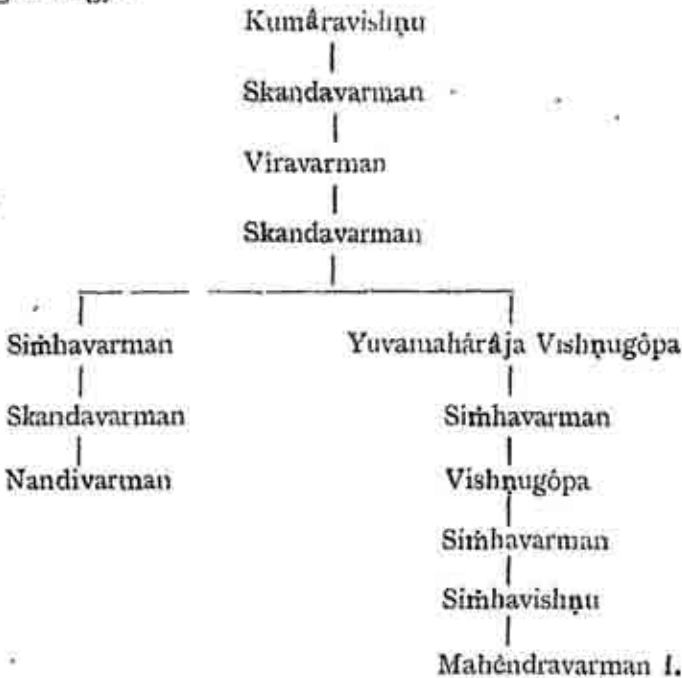 Kumâravishṇu
Skandavarman
Viravarman
Skandavarman
Siṁhavarman Yuvamahârâja Vishṇugôpa
Skandavarman Siṁhavarman
Nandivarman Vishṇugôpa
Siṁhavarman
Siṁhavishṇu
Mahêndravarman I.